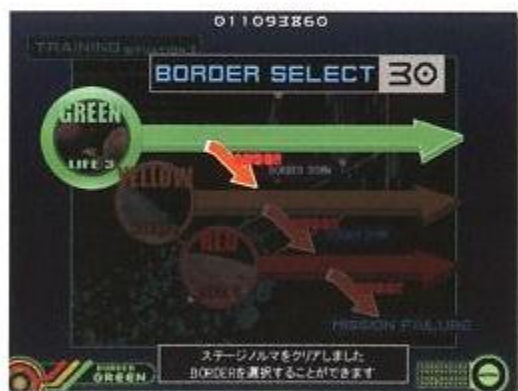 011093860
TRAINING SITUATION 2
BORDER SELECT 30
GREEN
LIFE 3
BORDER DOWN
YELLOW
RED
MISSION FAILURE
BORDER
GREEN
ステージノルマをクリアしました
BORDERを選択することができます